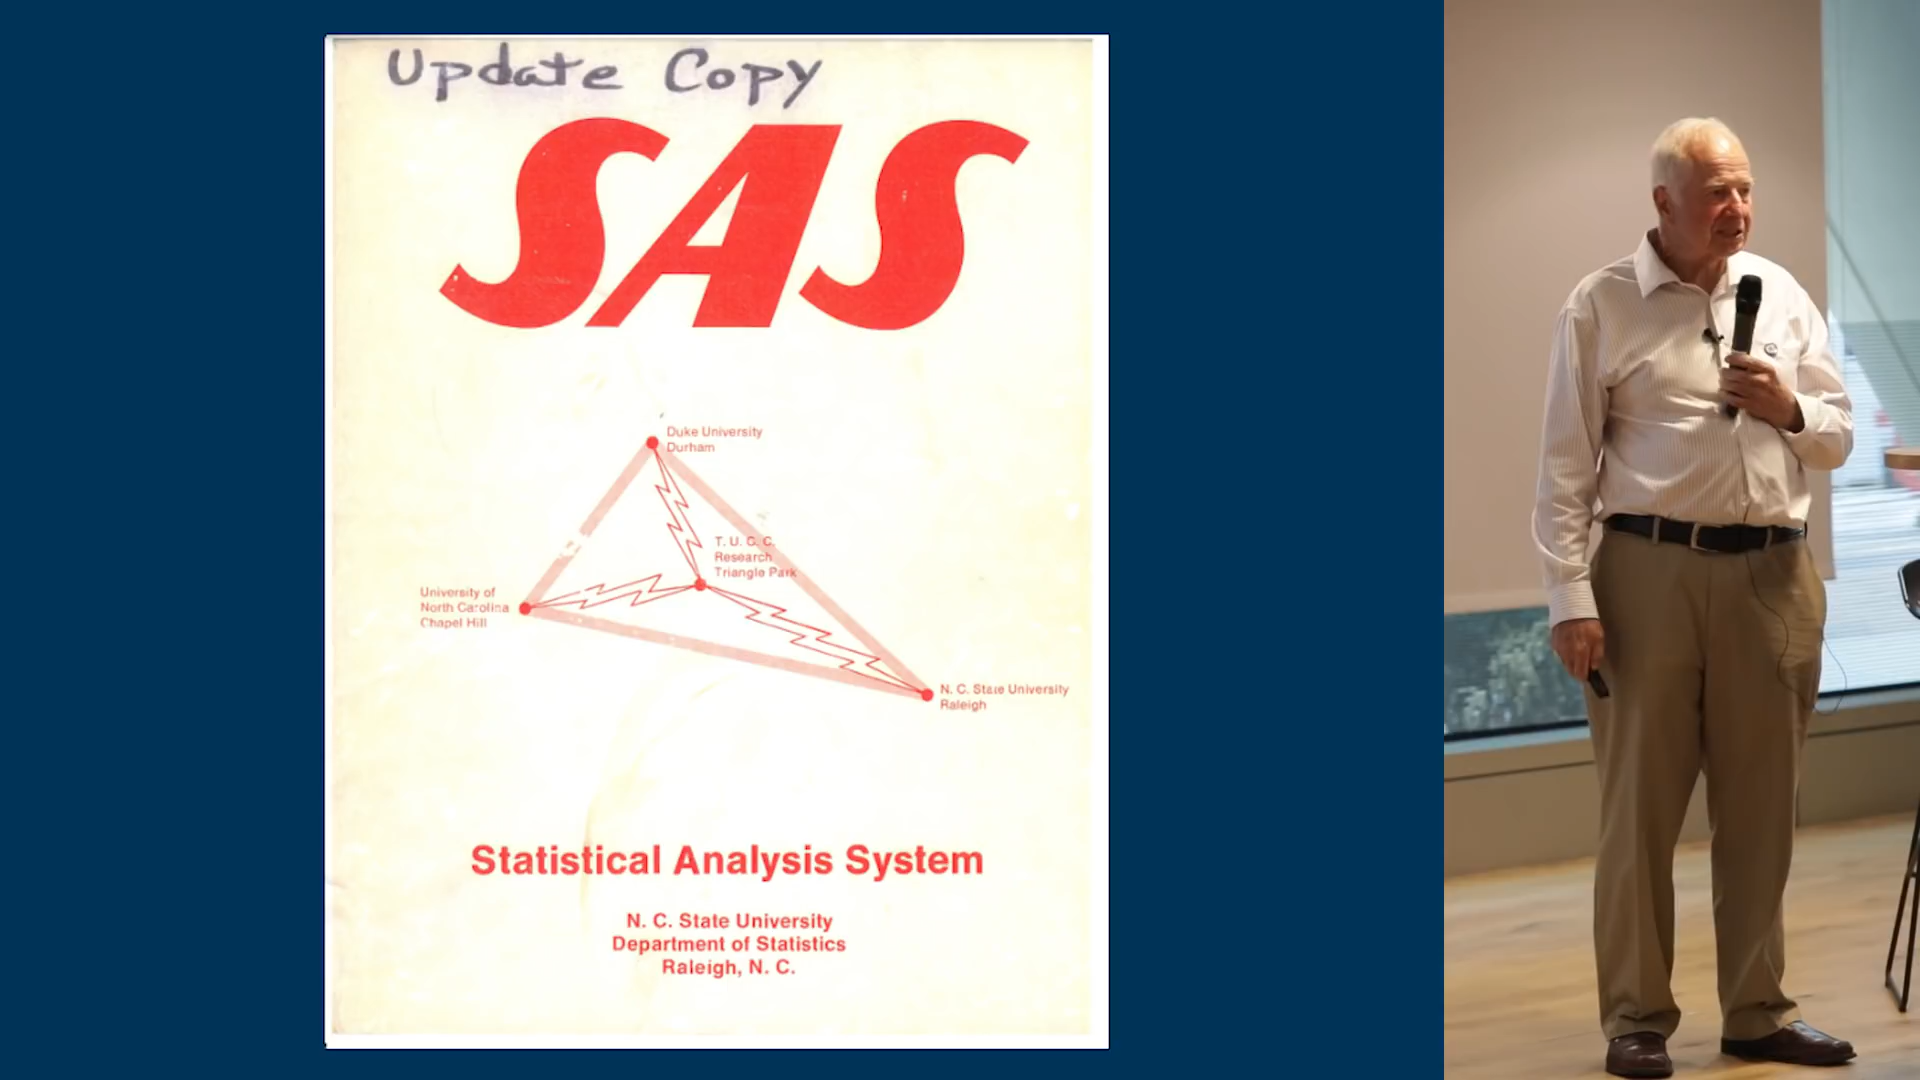 Update Copy
SAS
Duke University
Durham
T. U. C. C.
Research
Triangle Park
University of
North Carolina
Chapel Hill
N. C. State University
Raleigh
Statistical Analysis System
N. C. State University
Department of Statistics
Raleigh, N. C.